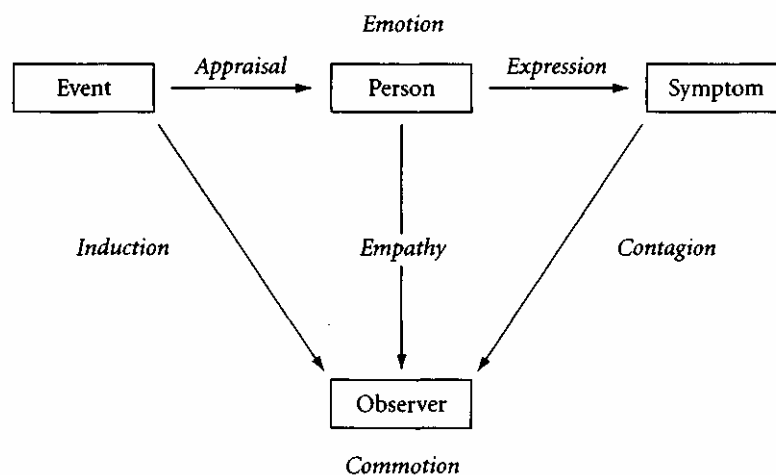 Emotion
Appraisal
Expression
Event
Person
Symptom
Induction
Empathy
Contagion
Observer
Commotion